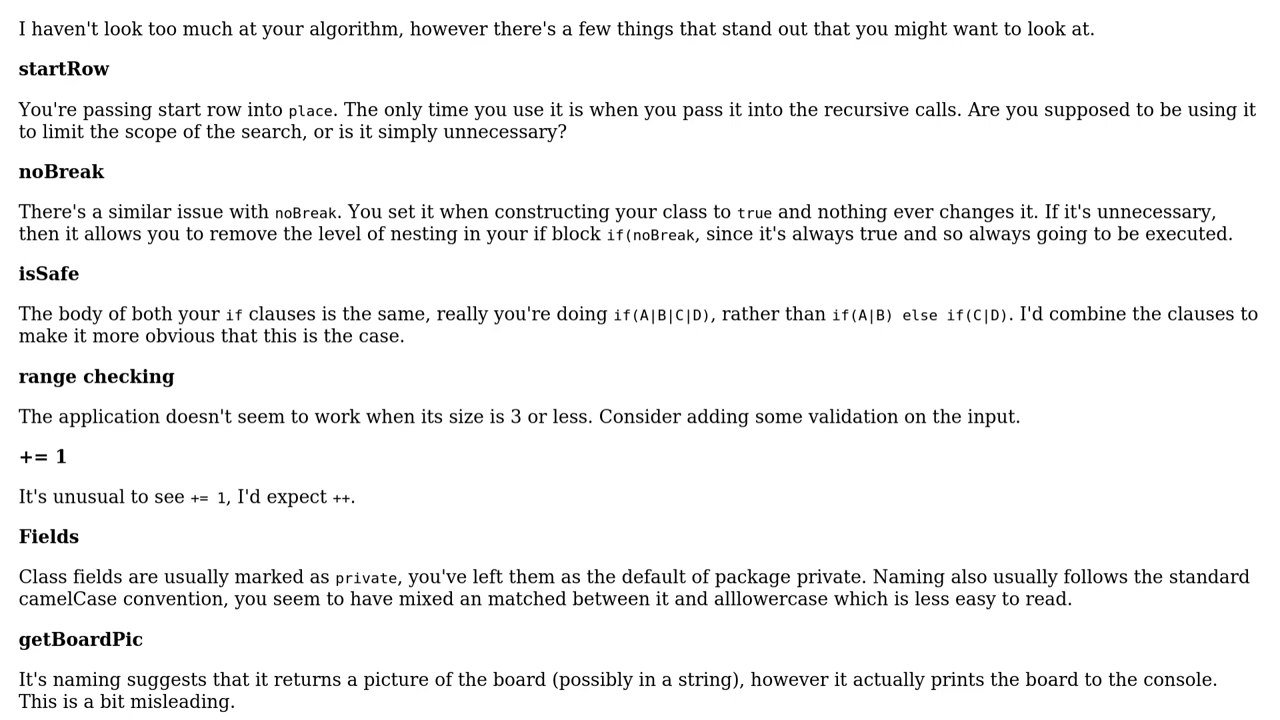 I haven't look too much at your algorithm, however there's a few things that stand out that you might want to look at.
startRow
You're passing start row into place. The only time you use it is when you pass it into the recursive calls. Are you supposed to be using it
to limit the scope of the search, or is it simply unnecessary?
noBreak
There's a similar issue with noBreak. You set it when constructing your class to true and nothing ever changes it. If it's unnecessary,
then it allows you to remove the level of nesting in your if block if(noBreak, since it's always true and so always going to be executed.
isSafe
The body of both your if clauses is the same, really you're doing if(A|B|C|D), rather than if(A|B) else if(C|D). I'd combine the clauses to
make it more obvious that this is the case.
range checking
The application doesn't seem to work when its size is 3 or less. Consider adding some validation on the input.
+= 1
It's unusual to see += 1, I'd expect ++.
Fields
Class fields are usually marked as private, you've left them as the default of package private. Naming also usually follows the standard
camelCase convention, you seem to have mixed an matched between it and alllowercase which is less easy to read.
getBoardPic
It's naming suggests that it returns a picture of the board (possibly in a string), however it actually prints the board to the console.
This is a bit misleading.